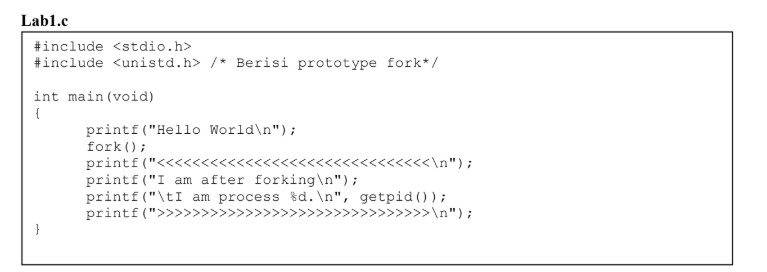 Lab1.c
#include <stdio.h>
#include <unistd.h> /* Berisi prototype fork*/
int main(void)
{
printf("Hello World\n");
fork();
printf("<<<<<<<<<<<<<<<<<<<<<<<<<<<<<<<\n");
printf("I am after forking\n");
printf("\tI am process %d.\n", getpid());
printf(">>>>>>>>>>>>>>>>>>>>>>>>>>>>>>>\n");
}